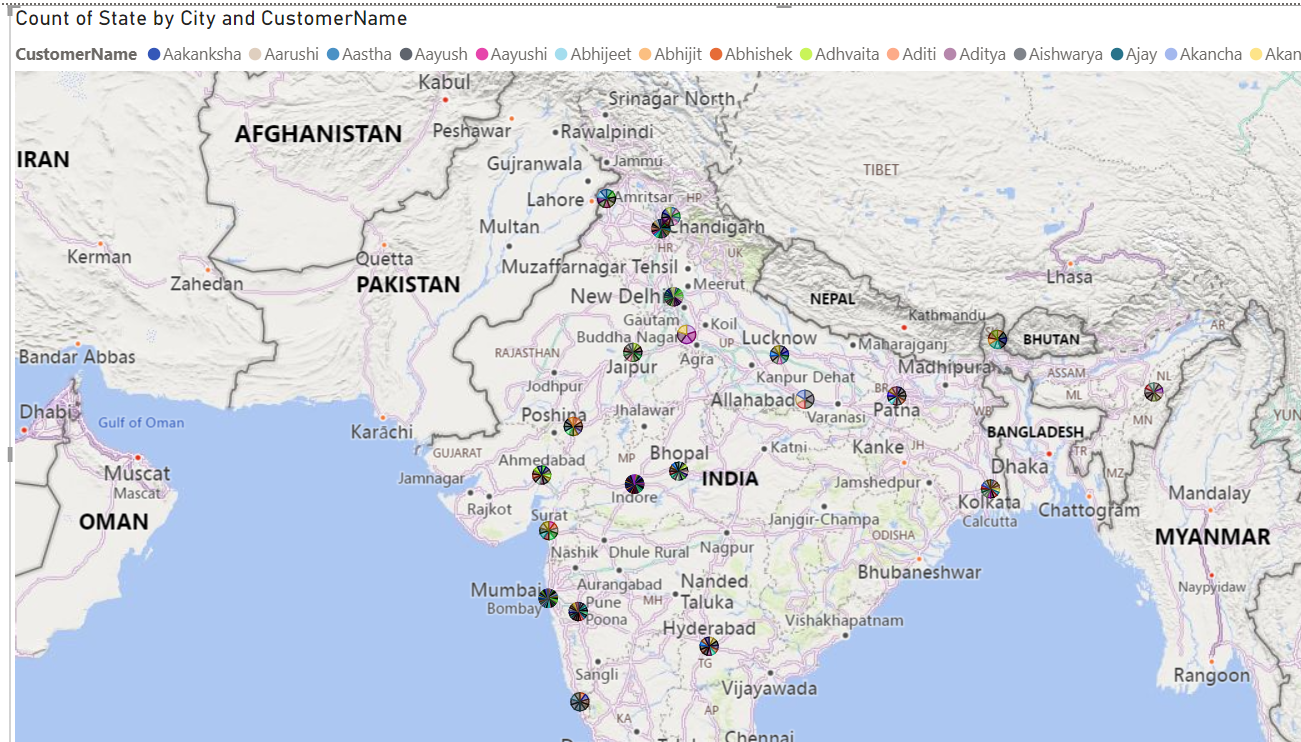 Count of State by City and CustomerName
CustomerName Aakanksha Aarushi Aastha Aayush Aayushi Abhijeet Abhijit Abhishek Adhvaita Aditi Aditya Aishwarya Ajay Akancha Akan
Kabul
Srinagar North
AFGHANISTAN
Peshawar
Rawalpindi
IRAN
Gujranwala
Jammu
TIBET
Lahore
Amritsar
HP
Multan
Chandigarh
HR
UK
Kerman
Quetta
Muzaffarnagar Tehsil
Lhasa
Zahedan
PAKISTAN
Meerut
New Delhi
NEPAL
Gautam
Buddha Nagar
Koil
Kathmandu
AR
Bandar Abbas
RAJASTHAN
UP
Lucknow
Maharajganj
BHUTAN
Agra
Jaipur
Madhipura
ASSAM
NL
Jodhpur
Kanpur Dehat
BR
ML
Dhabi
Gulf of Oman
Poshina
Jhalawar
Allahabad
Varanasi
Patna
WB
MN
YUN
Karachi
BANGLADESH
GUJARAT
MP
Bhopal
Katni
Kanke
JH
TR
Muscat
Mascat
Ahmedabad
Dhaka
MZ
Jamnagar
Indore
INDIA
Jamshedpur
Mandalay
OMAN
Rajkot
Surat
Janjgir-Champa
Kolkata
Calcutta
Chattogram
ODISHA
MYANMAR
Nashik
Dhule Rural
Nagpur
Bhubaneshwar
Mumbai
Bombay
Aurangabad
Nanded
Taluka
Naypyidaw
Pune
Poona
MH
Vishakhapatnam
Hyderabad
TG
Sangli
Rangoon
Vijayawada
KA
AP
Chennai